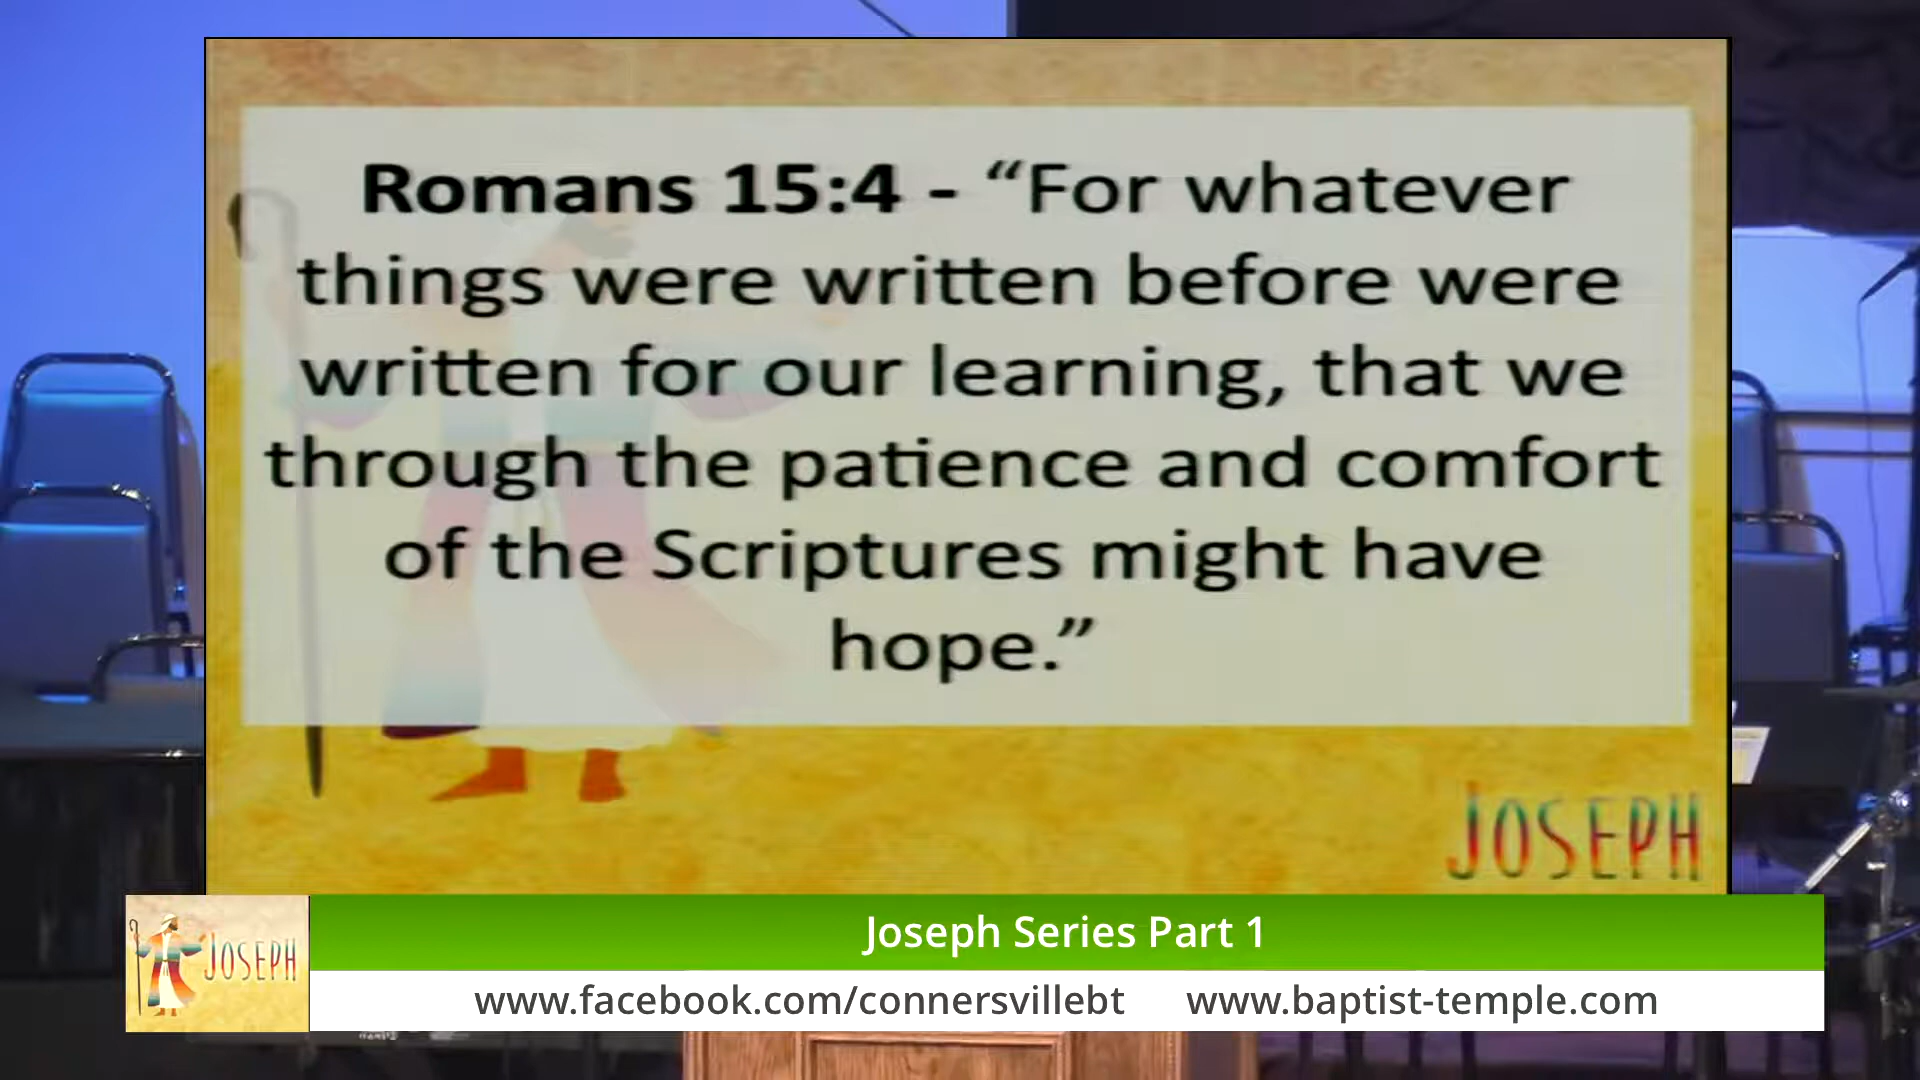 Romans 15:4 - “For whatever
things were written before were
written for our learning, that we
through the patience and comfort
of the Scriptures might have
hope.”
JOSEPH
Joseph Series Part 1
JOSEPH
www.facebook.com/connersvillebt www.baptist-temple.com